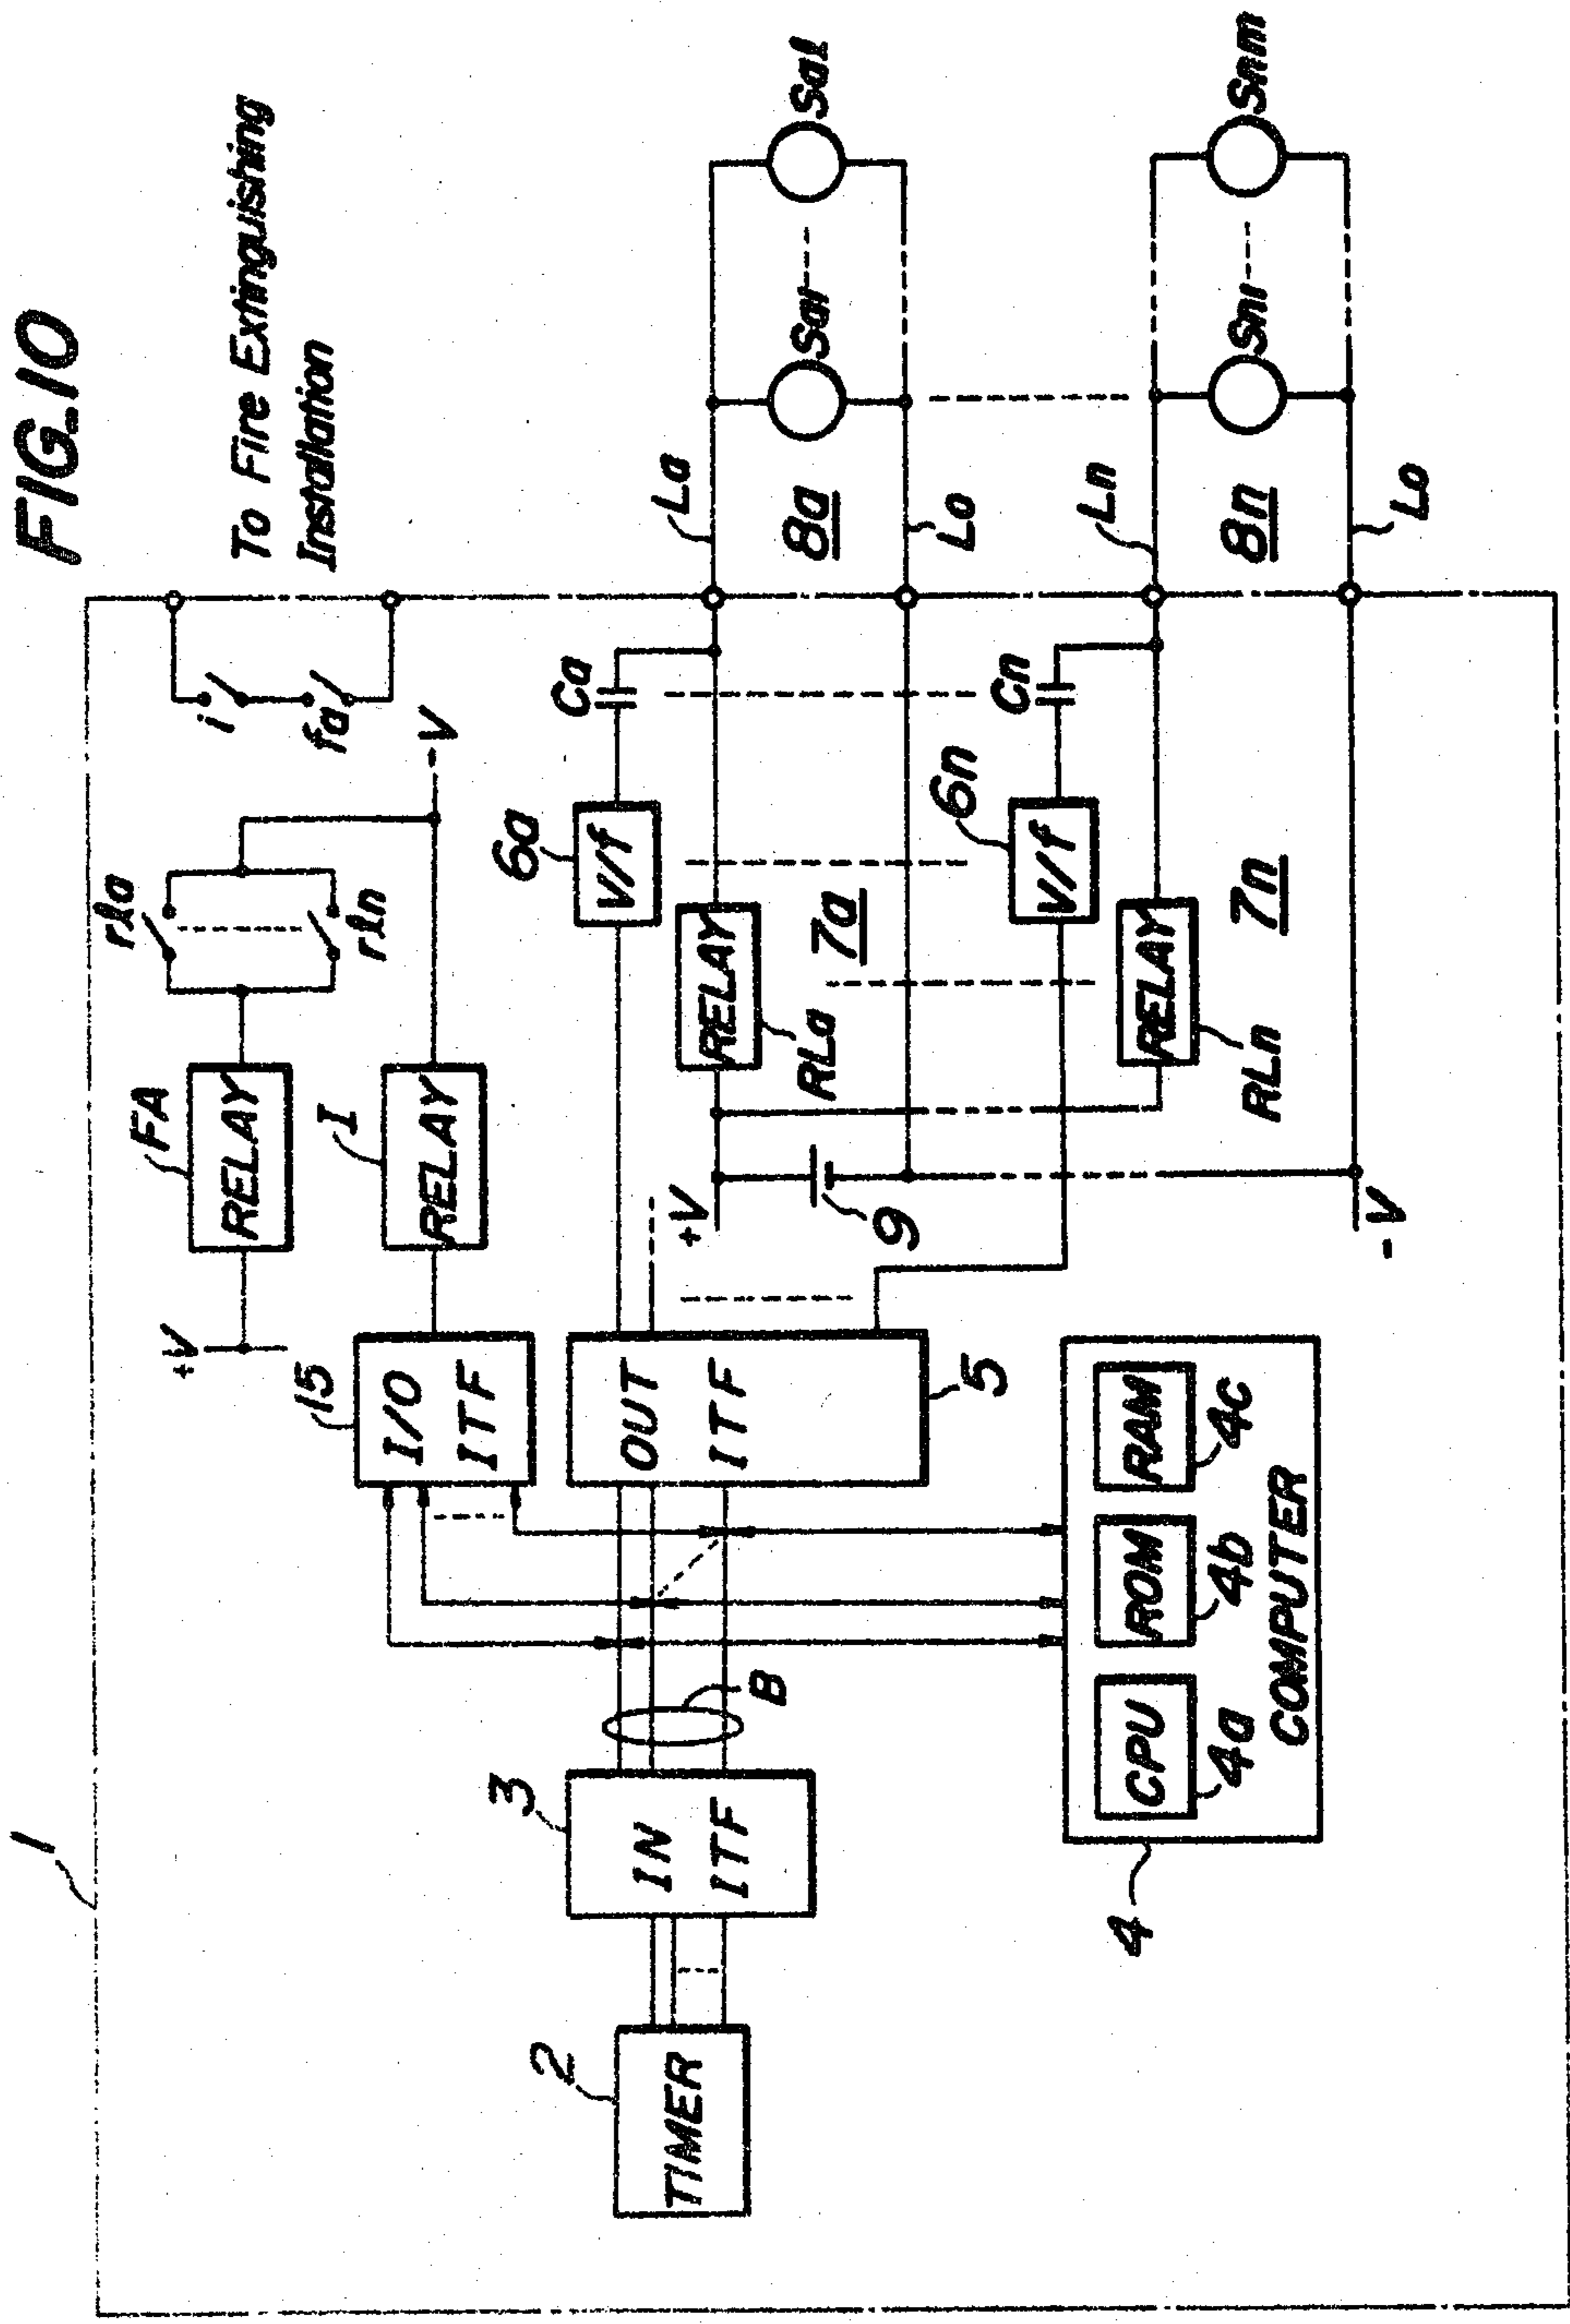 FIG.10
1
To Fire Extinguishing
Installation
+V
FA
RELAY
rla
rln
i
fa
-V
15
I/O
ITF
I
RELAY
2
TIMER
3
IN
ITF
B
OUT
ITF
5
6a
V/f
Ca
La
Sa1
Sal
8a
Lo
+V
RELAY
RLa
7a
9
6n
V/f
Cn
Ln
Sn1
Snm
8n
Lo
RELAY
RLn
7n
-V
4
CPU
4a
ROM
4b
RAM
4c
COMPUTER